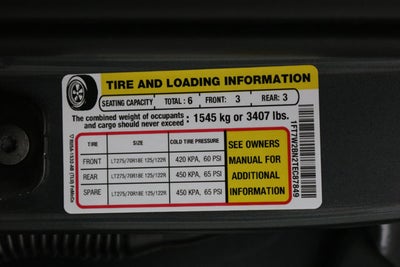 TIRE AND LOADING INFORMATION
SEATING CAPACITY TOTAL: 6 FRONT: 3 REAR: 3
The combined weight of occupants
and cargo should never exceed : 1545 kg or 3407 lbs.
TIRE SIZE COLD TIRE PRESSURE
FRONT LT275/70R18E 125/122R 420 KPA, 60 PSI
REAR LT275/70R18E 125/122R 450 KPA, 65 PSI
SPARE LT275/70R18E 125/122R 450 KPA, 65 PSI
SEE OWNERS
MANUAL FOR
ADDITIONAL
INFORMATION